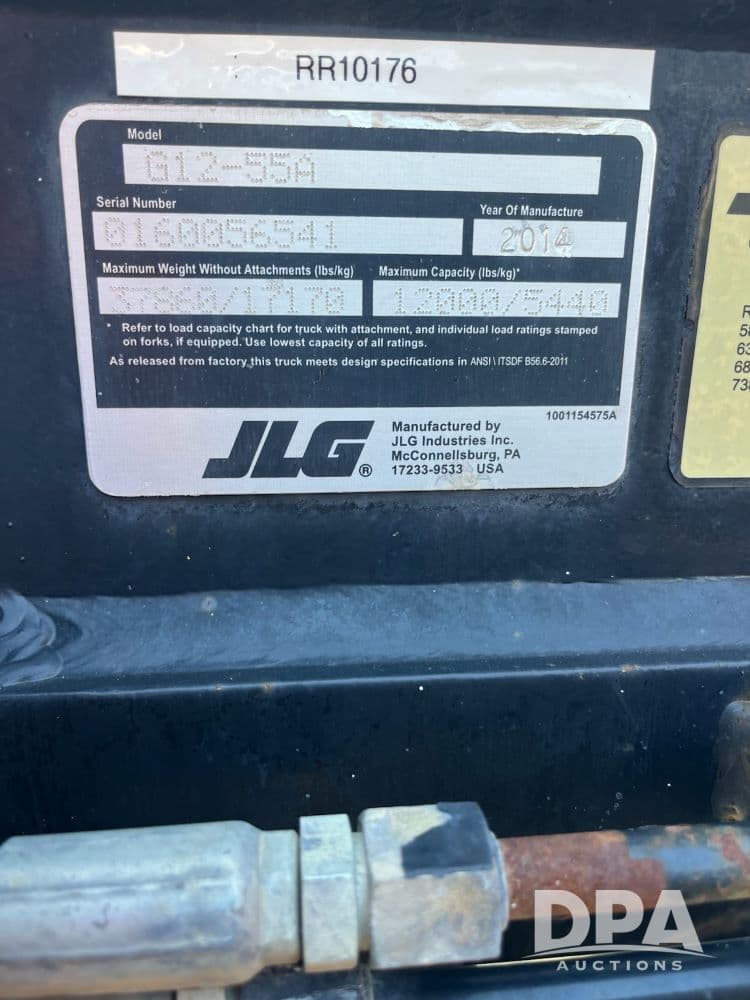 RR10176
Model
G12-55A
Serial Number
0160056541
Year Of Manufacture
2014
Maximum Weight Without Attachments (lbs/kg)
37860/17170
Maximum Capacity (lbs/kg)*
12000/5440
* Refer to load capacity chart for truck with attachment, and individual load ratings stamped
on forks, if equipped. Use lowest capacity of all ratings.
As released from factory this truck meets design specifications in ANSI \ ITSDF B56.6-2011
1001154575A
JLG®
Manufactured by
JLG Industries Inc.
McConnellsburg, PA
17233-9533 USA
DPA
AUCTIONS